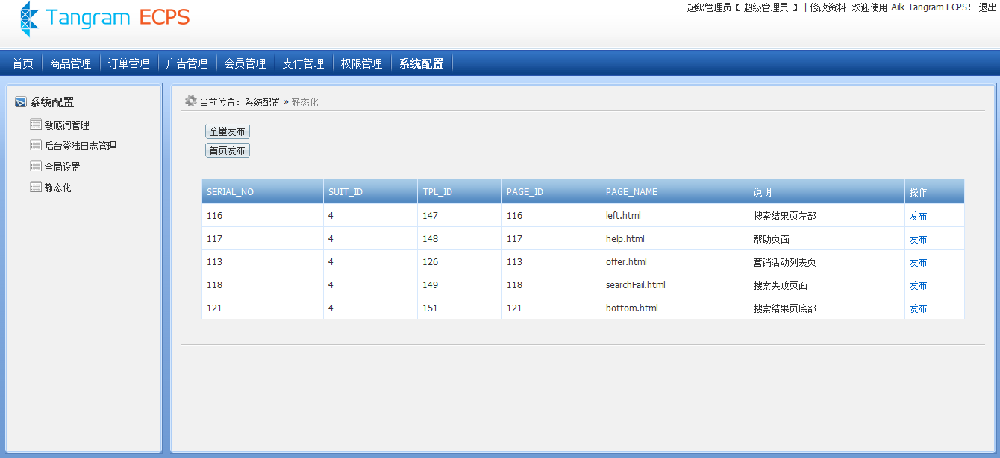 Tangram ECPS
超级管理员【 超级管理员 】 | 修改资料 欢迎使用 Ailk Tangram ECPS! 退出
首页 商品管理 订单管理 广告管理 会员管理 支付管理 权限管理 系统配置
系统配置
敏感词管理
后台登陆日志管理
全局设置
静态化
当前位置: 系统配置 » 静态化
全量发布
首页发布
SERIAL_NO SUIT_ID TPL_ID PAGE_ID PAGE_NAME 说明 操作
116 4 147 116 left.html 搜索结果页左部 发布
117 4 148 117 help.html 帮助页面 发布
113 4 126 113 offer.html 营销活动列表页 发布
118 4 149 118 searchFail.html 搜索失败页面 发布
121 4 151 121 bottom.html 搜索结果页底部 发布